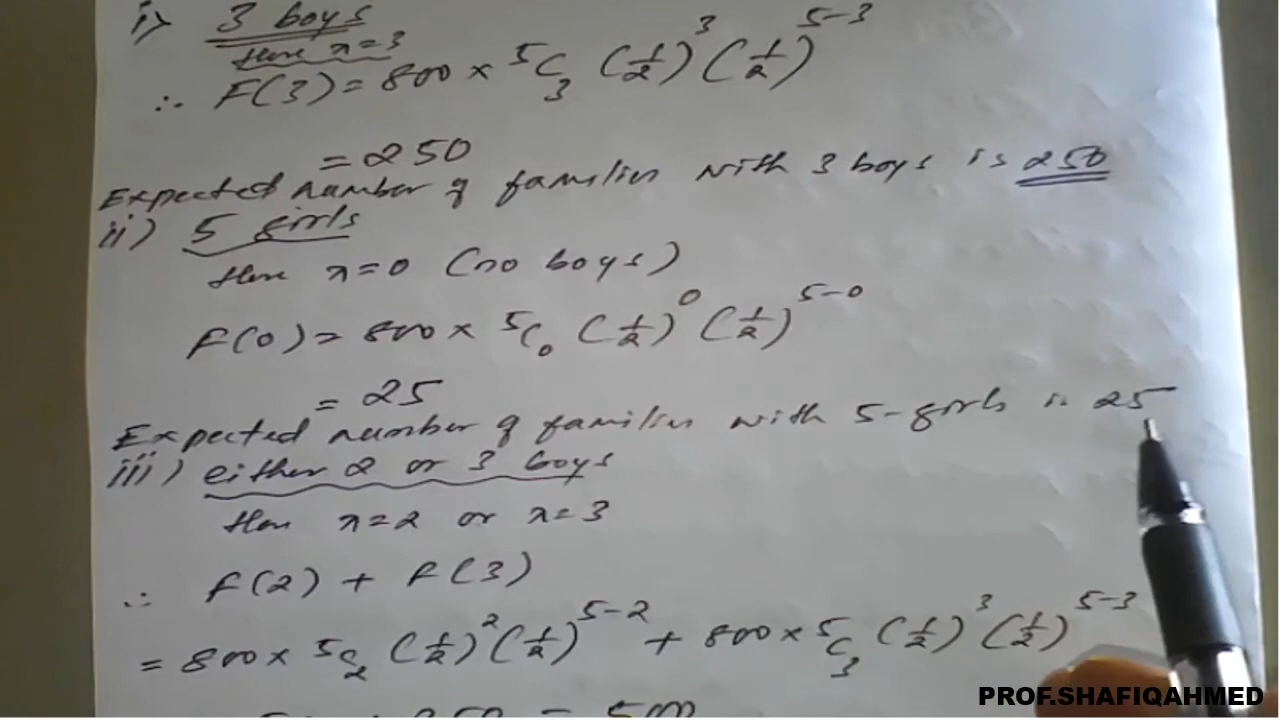 i) 3 boys
Here x=3
∴ F(3) = 800 × ⁵C₃ (1/2)³ (1/2)⁵⁻³
= 250
Expected number of families with 3 boys is 250
ii) 5 girls
Here x=0 (no boys)
F(0) = 800 × ⁵C₀ (1/2)⁰ (1/2)⁵⁻⁰
= 25
Expected number of families with 5-girls is 25
iii) either 2 or 3 boys
Here x=2 or x=3
∴ F(2) + F(3)
= 800 × ⁵C₂ (1/2)² (1/2)⁵⁻² + 800 × ⁵C₃ (1/2)³ (1/2)⁵⁻³
PROF.SHAFIQAHMED